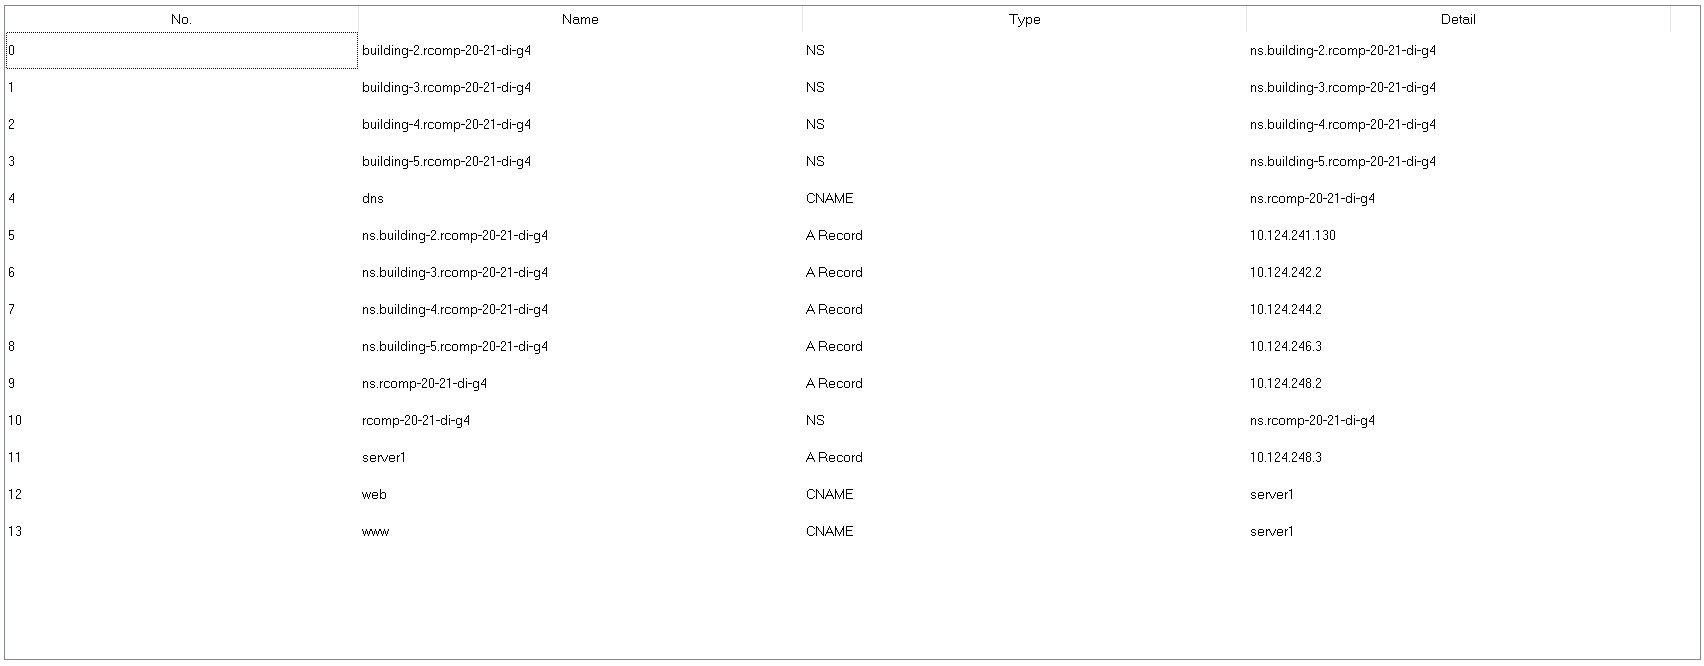 No. Name Type Detail
0 building-2.rcomp-20-21-di-g4 NS ns.building-2.rcomp-20-21-di-g4
1 building-3.rcomp-20-21-di-g4 NS ns.building-3.rcomp-20-21-di-g4
2 building-4.rcomp-20-21-di-g4 NS ns.building-4.rcomp-20-21-di-g4
3 building-5.rcomp-20-21-di-g4 NS ns.building-5.rcomp-20-21-di-g4
4 dns CNAME ns.rcomp-20-21-di-g4
5 ns.building-2.rcomp-20-21-di-g4 A Record 10.124.241.130
6 ns.building-3.rcomp-20-21-di-g4 A Record 10.124.242.2
7 ns.building-4.rcomp-20-21-di-g4 A Record 10.124.244.2
8 ns.building-5.rcomp-20-21-di-g4 A Record 10.124.246.3
9 ns.rcomp-20-21-di-g4 A Record 10.124.248.2
10 rcomp-20-21-di-g4 NS ns.rcomp-20-21-di-g4
11 server1 A Record 10.124.248.3
12 web CNAME server1
13 www CNAME server1